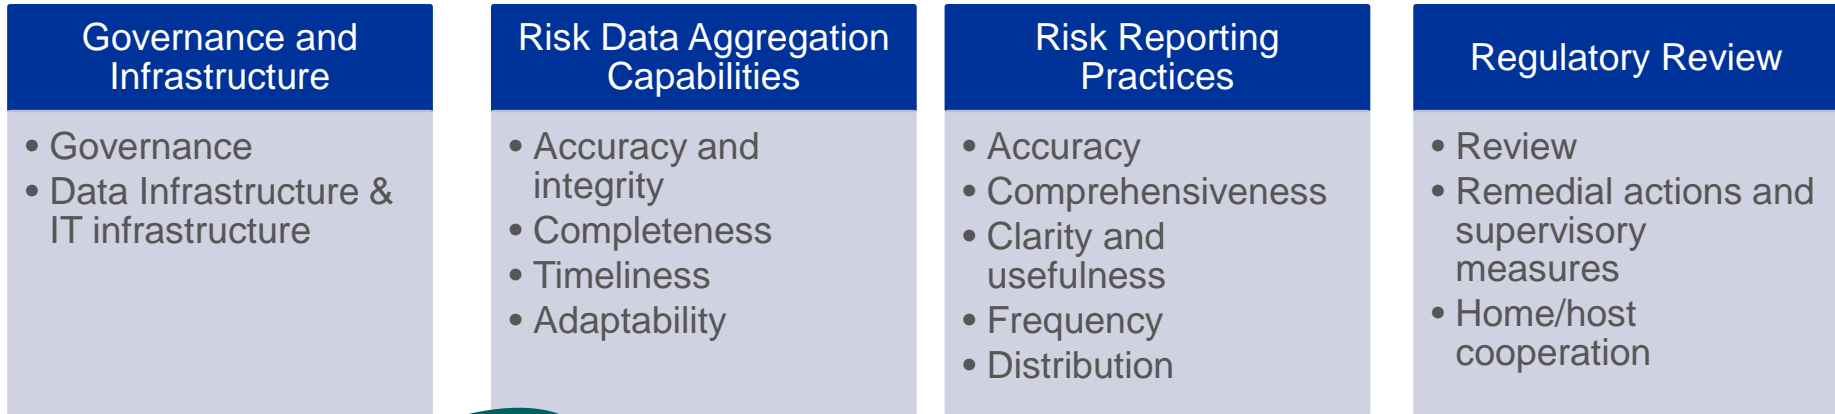 Governance and
Infrastructure
• Governance
• Data Infrastructure &
IT infrastructure
Risk Data Aggregation
Capabilities
• Accuracy and
integrity
• Completeness
• Timeliness
• Adaptability
Risk Reporting
Practices
• Accuracy
• Comprehensiveness
• Clarity and
usefulness
• Frequency
• Distribution
Regulatory Review
• Review
• Remedial actions and
supervisory
measures
• Home/host
cooperation